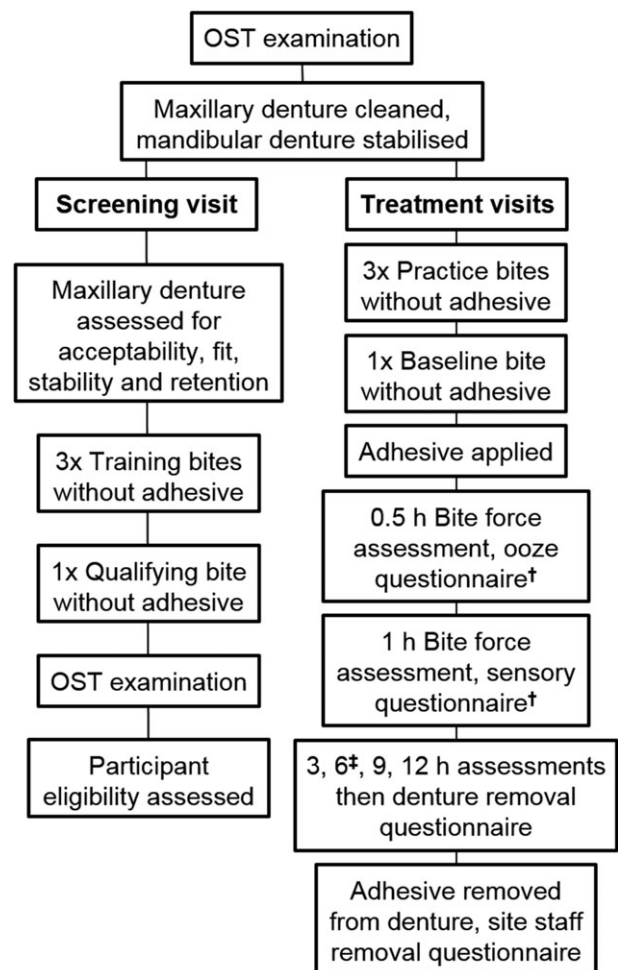 OST examination
Maxillary denture cleaned,
mandibular denture stabilised
Screening visit
Maxillary denture
assessed for
acceptability, fit,
stability and retention
3x Training bites
without adhesive
1x Qualifying bite
without adhesive
OST examination
Participant
eligibility assessed
Treatment visits
3x Practice bites
without adhesive
1x Baseline bite
without adhesive
Adhesive applied
0.5 h Bite force
assessment, ooze
questionnaire†
1 h Bite force
assessment, sensory
questionnaire†
3, 6‡, 9, 12 h assessments
then denture removal
questionnaire
Adhesive removed
from denture, site staff
removal questionnaire